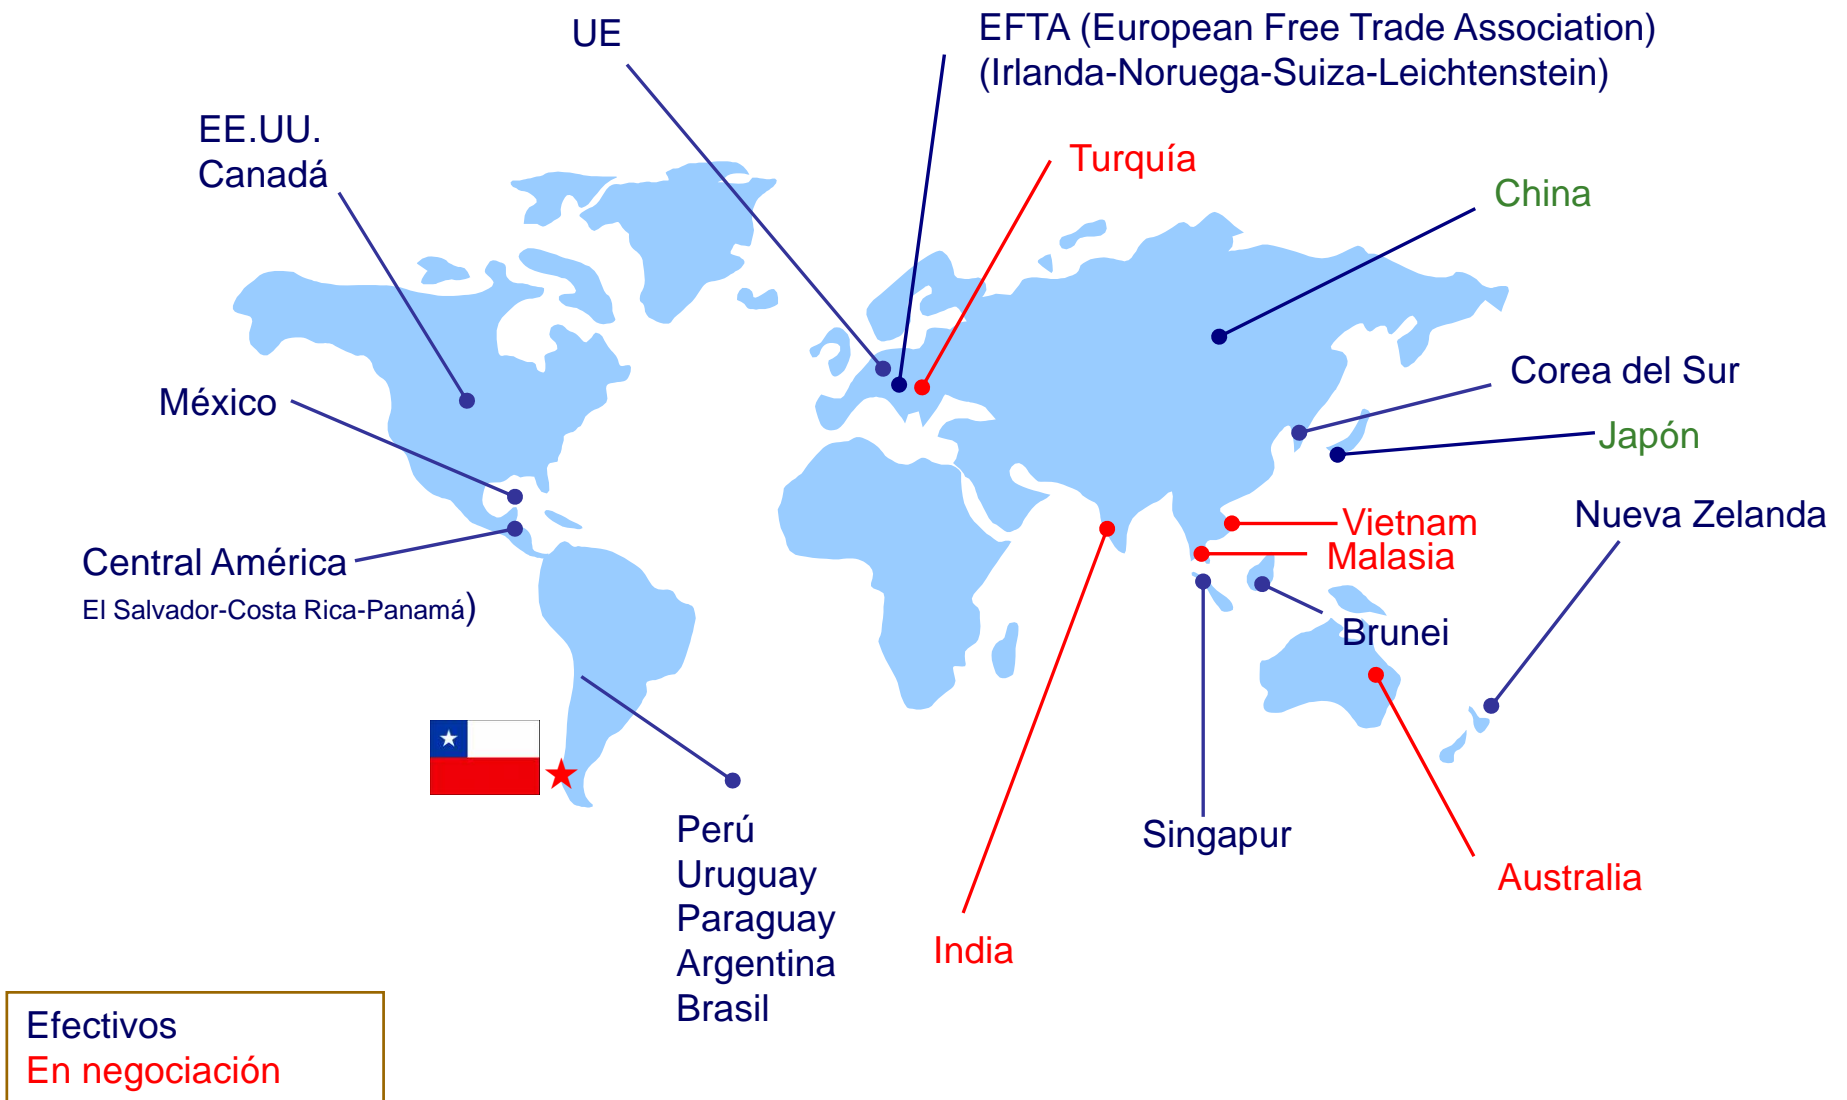 UE
EFTA (European Free Trade Association)
(Irlanda-Noruega-Suiza-Leichtenstein)
EE.UU.
Canadá
Turquía
China
Corea del Sur
México
Japón
Nueva Zelanda
Vietnam
Malasia
Central América
El Salvador-Costa Rica-Panamá)
Brunei
Singapur
Perú
Uruguay
Paraguay
Argentina
Brasil
Australia
India
Efectivos
En negociación